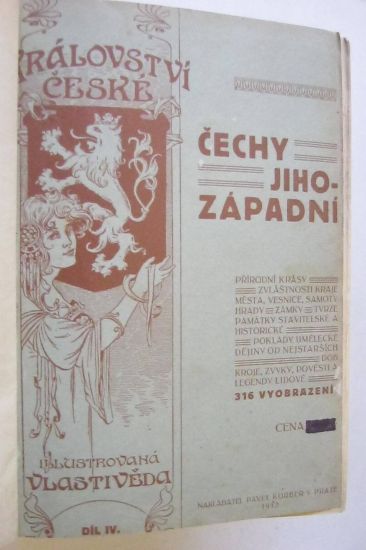 KRÁLOVSTVÍ
ČESKÉ
ČECHY
JIHO-
ZÁPADNÍ
PŘÍRODNÍ KRÁSY
ZVLÁŠTNOSTI KRAJE
MĚSTA, VESNICE, SAMOTY
HRADY ZÁMKY TVRZE
PAMÁTKY STAVITELSKÉ A
HISTORICKÉ
POKLADY UMĚLECKÉ
DĚJINY OD NEJSTARŠÍCH
DOB
KROJE, ZVYKY, POVĚSTI A
LEGENDY LIDOVÉ
316 VYOBRAZENÍ
CENA
ILLUSTROVANÁ
VLASTIVĚDA
DÍL IV.
NAKLADATEL PAVEL KÖRBER V PRAZE